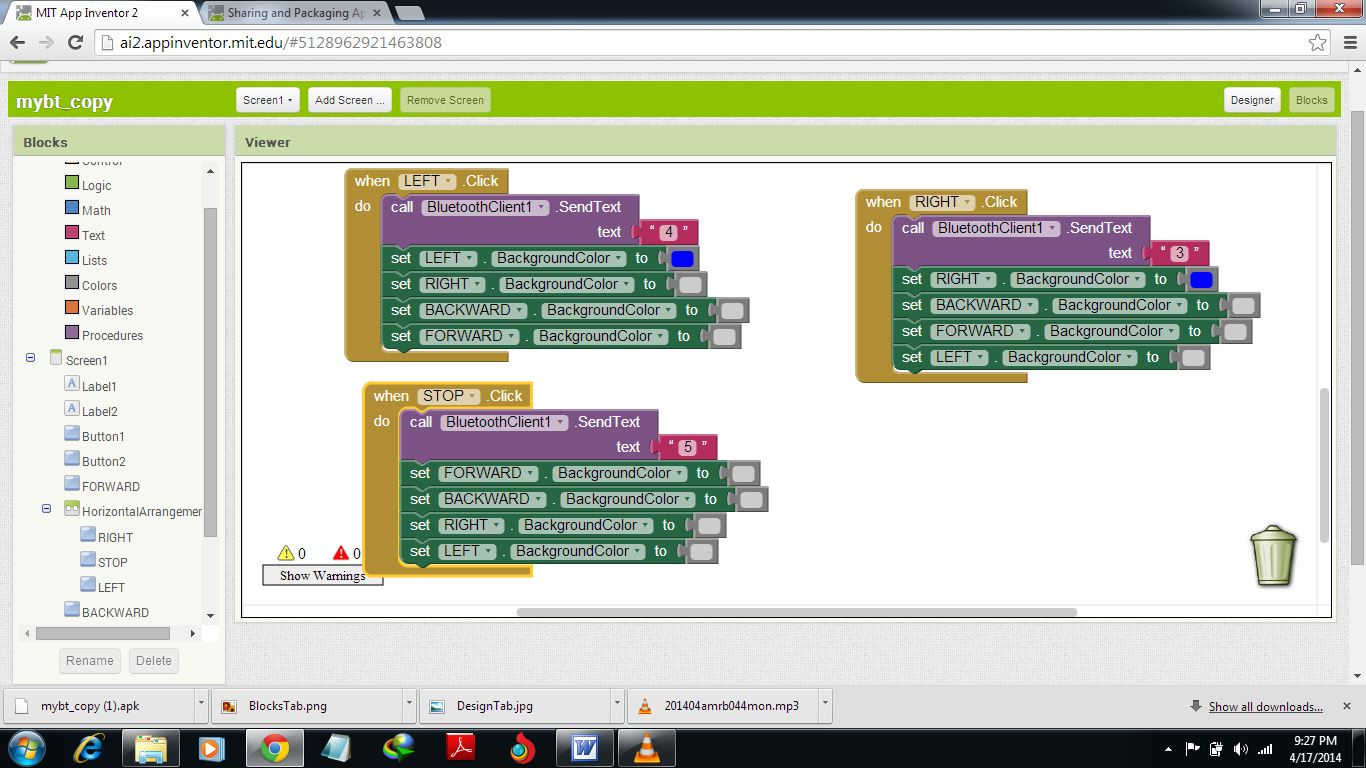 MIT App Inventor 2
Sharing and Packaging Ap
ai2.appinventor.mit.edu/#5128962921463808
mybt_copy
Screen1
Add Screen ...
Remove Screen
Designer
Blocks
Blocks
Logic
Math
Text
Lists
Colors
Variables
Procedures
Screen1
Label1
Label2
Button1
Button2
FORWARD
HorizontalArrangemer
RIGHT
STOP
LEFT
BACKWARD
Rename
Delete
Viewer
when LEFT .Click
do call BluetoothClient1 .SendText
text " 4 "
set LEFT . BackgroundColor to
set RIGHT . BackgroundColor to
set BACKWARD . BackgroundColor to
set FORWARD . BackgroundColor to
when RIGHT .Click
do call BluetoothClient1 .SendText
text " 3 "
set RIGHT . BackgroundColor to
set BACKWARD . BackgroundColor to
set FORWARD . BackgroundColor to
set LEFT . BackgroundColor to
when STOP .Click
do call BluetoothClient1 .SendText
text " 5 "
set FORWARD . BackgroundColor to
set BACKWARD . BackgroundColor to
set RIGHT . BackgroundColor to
set LEFT . BackgroundColor to
0 0
Show Warnings
mybt_copy (1).apk
BlocksTab.png
DesignTab.jpg
201404amrb044mon.mp3
Show all downloads...
9:27 PM
4/17/2014